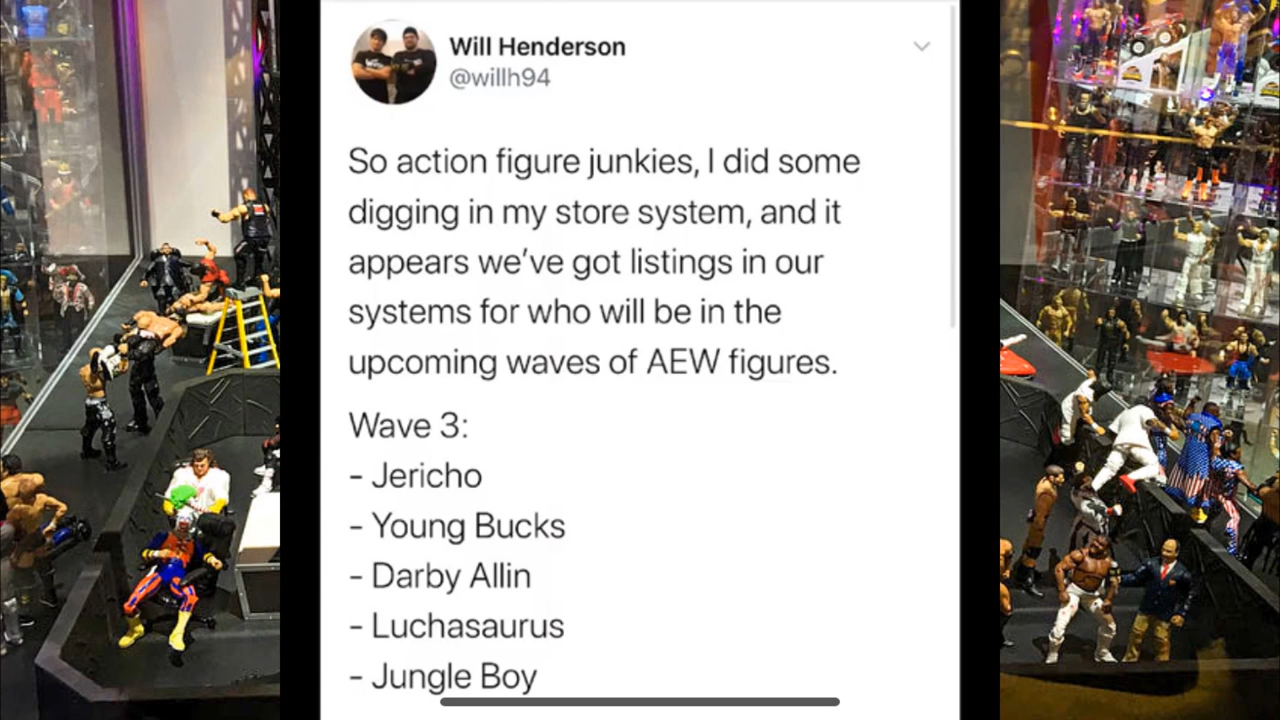 Will Henderson
@willh94
So action figure junkies, I did some
digging in my store system, and it
appears we've got listings in our
systems for who will be in the
upcoming waves of AEW figures.
Wave 3:
- Jericho
- Young Bucks
- Darby Allin
- Luchasaurus
- Jungle Boy